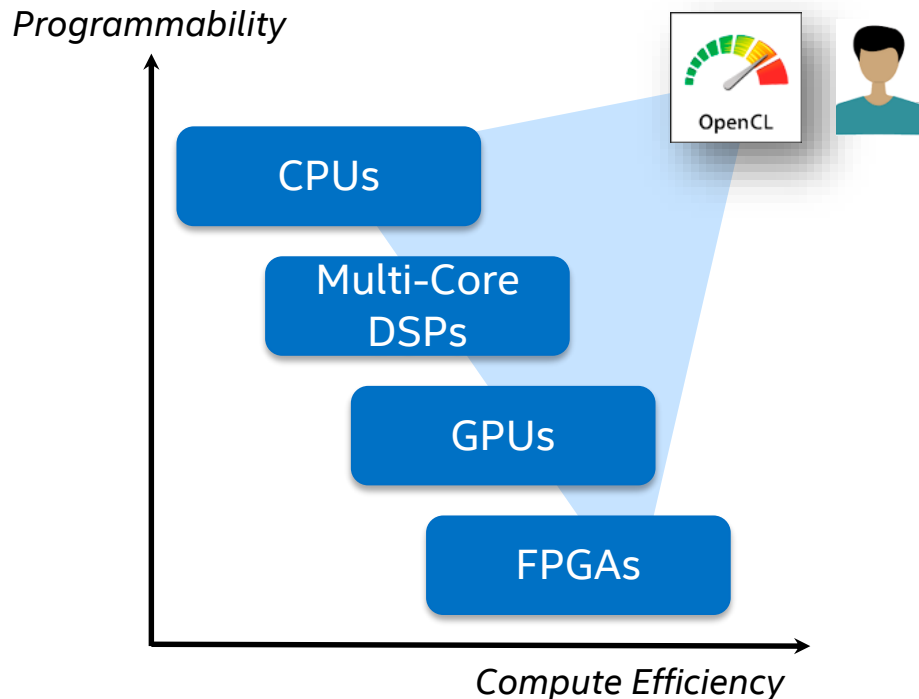 Programmability
OpenCL
CPUs
Multi-Core
DSPs
GPUs
FPGAs
Compute Efficiency